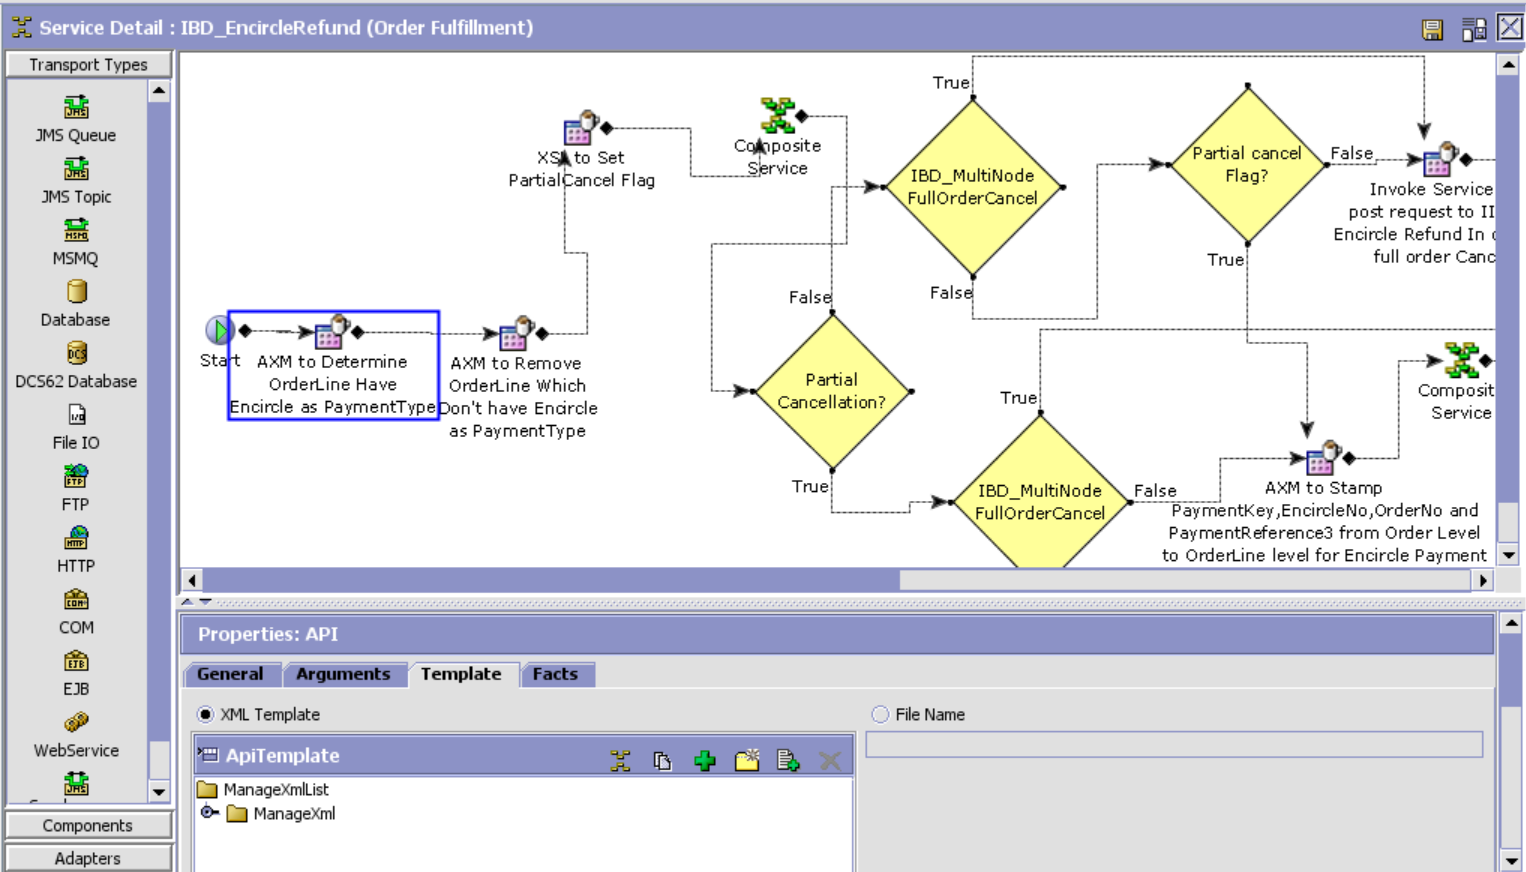 Service Detail : IBD_EncircleRefund (Order Fulfillment)
Transport Types
JMS Queue
JMS Topic
MSMQ
Database
DCS62 Database
File IO
FTP
HTTP
COM
EJB
WebService
Components
Adapters
Start
AXM to Determine
OrderLine Have
Encircle as PaymentType
AXM to Remove
OrderLine Which
Don't have Encircle
as PaymentType
to Set
PartialCancel Flag
Composite
Service
Partial
Cancellation?
False
True
IBD_MultiNode
FullOrderCancel
True
False
Partial cancel
Flag?
False
True
Invoke Service
post request to
Encircle Refund In
full order Canc
IBD_MultiNode
FullOrderCancel
True
False
AXM to Stamp
PaymentKey,EncircleNo,OrderNo and
PaymentReference3 from Order Level
to OrderLine level for Encircle Payment
Composit
Service
Properties: API
General
Arguments
Template
Facts
XML Template
File Name
ApiTemplate
ManageXmlList
ManageXml